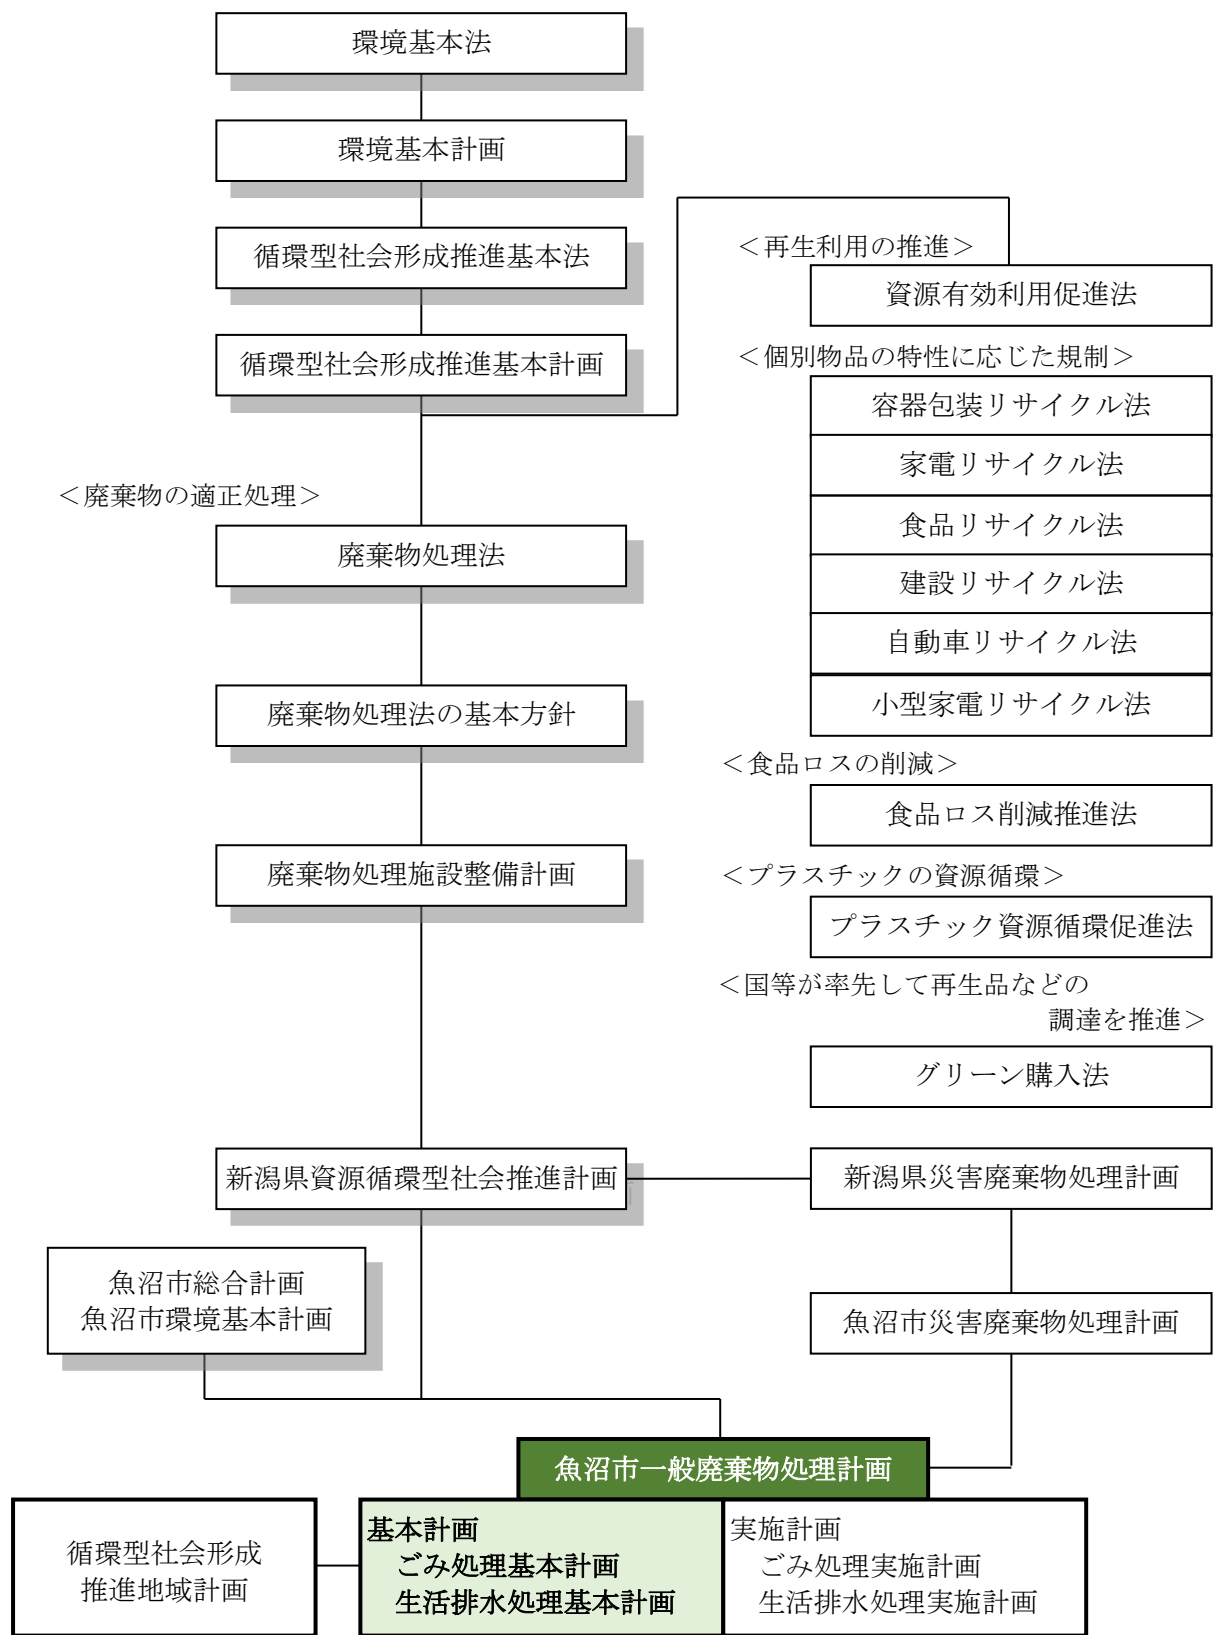 環境基本法
環境基本計画
循環型社会形成推進基本法
循環型社会形成推進基本計画
＜廃棄物の適正処理＞
廃棄物処理法
廃棄物処理法の基本方針
廃棄物処理施設整備計画
＜再生利用の推進＞
資源有効利用促進法
＜個別物品の特性に応じた規制＞
容器包装リサイクル法
家電リサイクル法
食品リサイクル法
建設リサイクル法
自動車リサイクル法
小型家電リサイクル法
＜食品ロスの削減＞
食品ロス削減推進法
＜プラスチックの資源循環＞
プラスチック資源循環促進法
＜国等が率先して再生品などの
調達を推進＞
グリーン購入法
新潟県資源循環型社会推進計画
新潟県災害廃棄物処理計画
魚沼市総合計画
魚沼市環境基本計画
魚沼市災害廃棄物処理計画
魚沼市一般廃棄物処理計画
循環型社会形成
推進地域計画
基本計画
ごみ処理基本計画
生活排水処理基本計画
実施計画
ごみ処理実施計画
生活排水処理実施計画